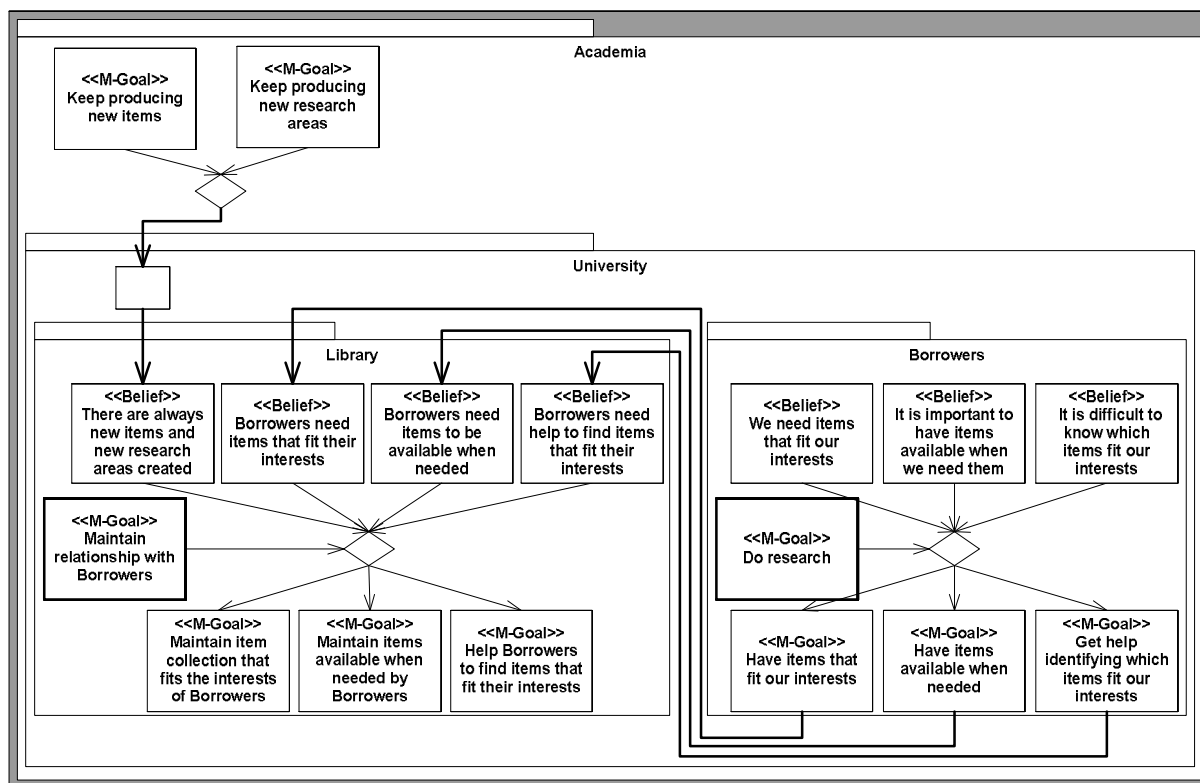 Academia
<<M-Goal>>
Keep producing
new items
<<M-Goal>>
Keep producing
new research
areas
University
Library
<<Belief>>
There are always
new items and
new research
areas created
<<Belief>>
Borrowers need
items that fit their
interests
<<Belief>>
Borrowers need
items to be
available when
needed
<<Belief>>
Borrowers need
help to find items
that fit their
interests
<<M-Goal>>
Maintain
relationship with
Borrowers
<<M-Goal>>
Maintain item
collection that
fits the interests
of Borrowers
<<M-Goal>>
Maintain items
available when
needed by
Borrowers
<<M-Goal>>
Help Borrowers
to find items that
fit their interests
Borrowers
<<Belief>>
We need items
that fit our
interests
<<Belief>>
It is important to
have items
available when
we need them
<<Belief>>
It is difficult to
know which
items fit our
interests
<<M-Goal>>
Do research
<<M-Goal>>
Have items that
fit our interests
<<M-Goal>>
Have items
available when
needed
<<M-Goal>>
Get help
identifying which
items fit our
interests